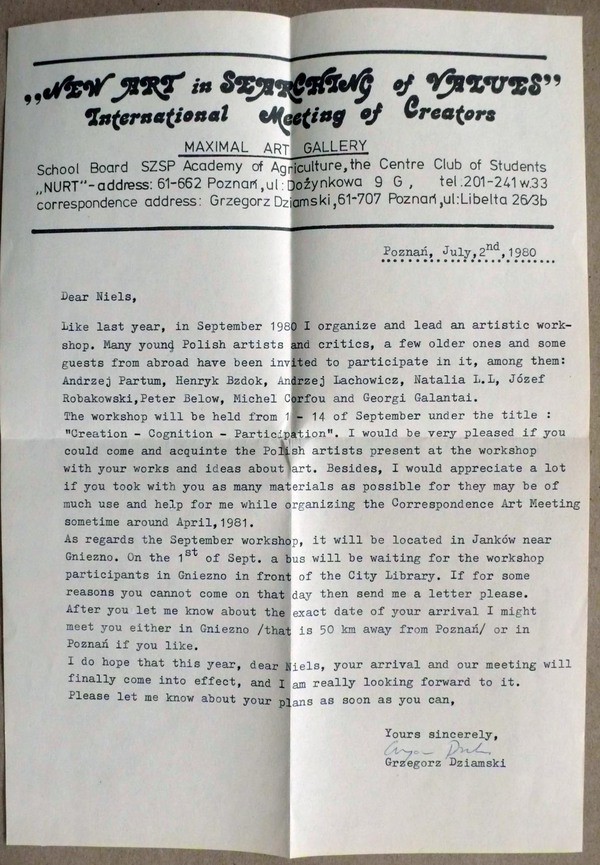 „NEW ART in SEARCHING of VALUES”
International Meeting of Creators
MAXIMAL ART GALLERY
School Board SZSP Academy of Agriculture, the Centre Club of Students
„NURT"-address: 61-662 Poznań, ul: Dożynkowa 9 G, tel. 201-241 w.33
correspondence address: Grzegorz Dziamski, 61-707 Poznań, ul: Libelta 26/3b
Poznań, July, 2nd, 1980
Dear Niels,
Like last year, in September 1980 I organize and lead an artistic work-
shop. Many young Polish artists and critics, a few older ones and some
guests from abroad have been invited to participate in it, among them:
Andrzej Partum, Henryk Bzdok, Andrzej Lachowicz, Natalia L.L, Józef
Robakowski,Peter Below, Michel Corfou and Georgi Galantai.
The workshop will be held from 1 - 14 of September under the title :
"Creation - Cognition - Participation". I would be very pleased if you
could come and acquinte the Polish artists present at the workshop
with your works and ideas about art. Besides, I would appreciate a lot
if you took with you as many materials as possible for they may be of
much use and help for me while organizing the Correspondence Art Meeting
sometime around April,1981.
As regards the September workshop, it will be located in Janków near
Gniezno. On the 1st of Sept. a bus will be waiting for the workshop
participants in Gniezno in front of the City Library. If for some
reasons you cannot come on that day then send me a letter please.
After you let me know about the exact date of your arrival I might
meet you either in Gniezno /that is 50 km away from Poznań/ or in
Poznań if you like.
I do hope that this year, dear Niels, your arrival and our meeting will
finally come into effect, and I am really looking forward to it.
Please let me know about your plans as soon as you can,
Yours sincerely,
Grzegorz Dziamski